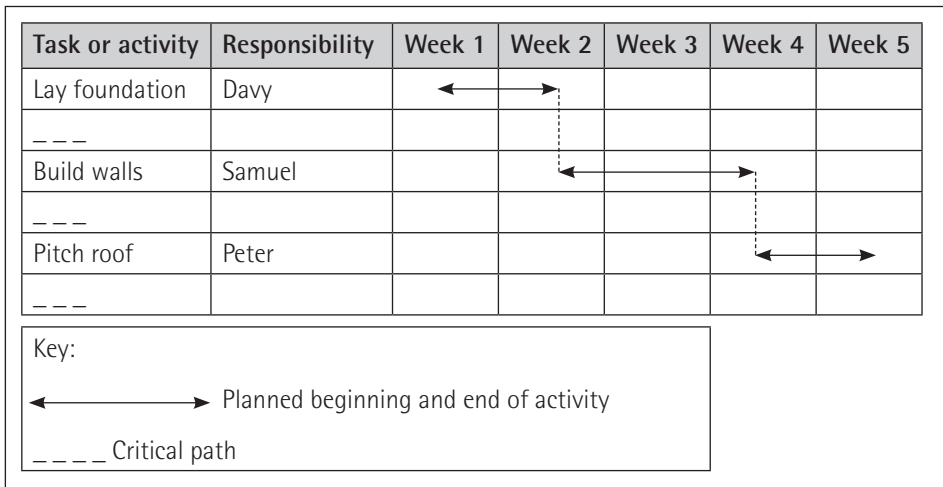 Task or activity Responsibility Week 1 Week 2 Week 3 Week 4 Week 5
Lay foundation Davy
_ _ _
Build walls Samuel
_ _ _
Pitch roof Peter
_ _ _
Key:
Planned beginning and end of activity
_ _ _ _ Critical path